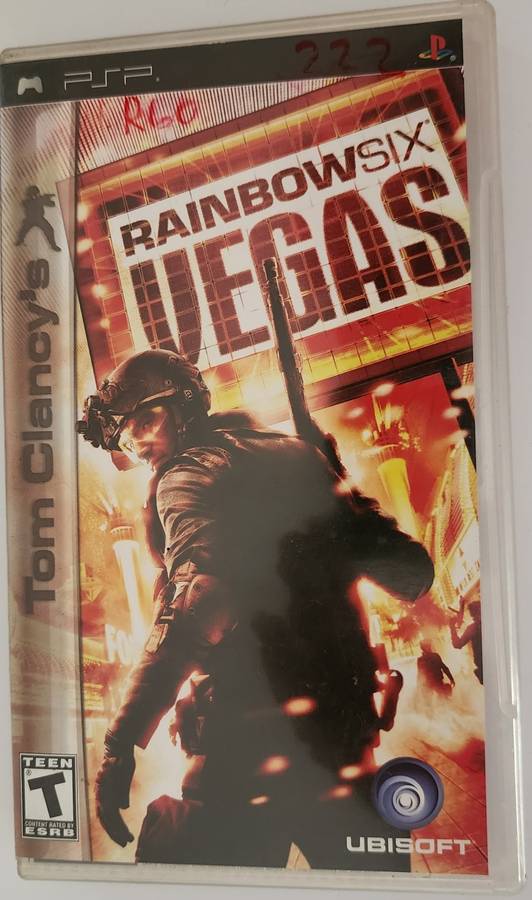 PSP
222
R60
RAINBOWSIX
VEGAS
Tom Clancy's
TEEN
T
CONTENT RATED BY
ESRB
UBISOFT